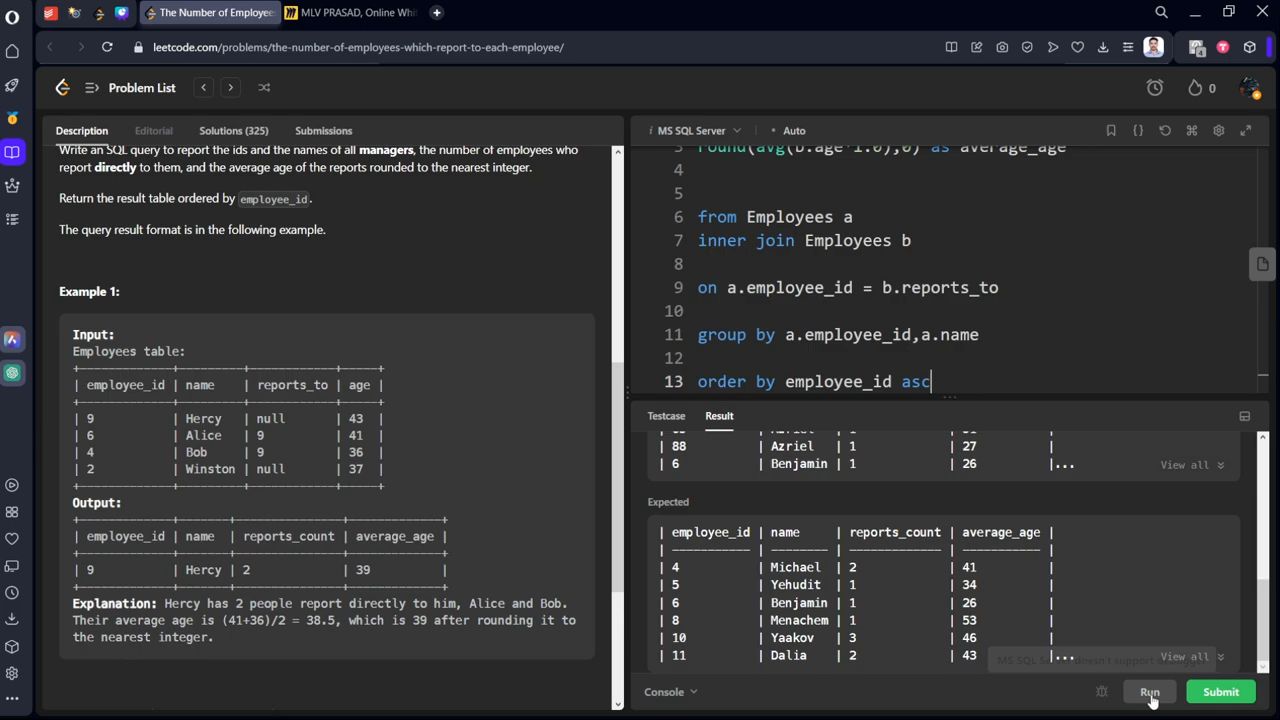 The Number of Employee
MLV PRASAD, Online Whit
leetcode.com/problems/the-number-of-employees-which-report-to-each-employee/
Problem List
0
Description Editorial Solutions (325) Submissions
Write an SQL query to report the ids and the names of all managers, the number of employees who
report directly to them, and the average age of the reports rounded to the nearest integer.
Return the result table ordered by employee_id.
The query result format is in the following example.
Example 1:
Input:
Employees table:
+-------------+---------+------------+-----+
| employee_id | name | reports_to | age |
+-------------+---------+------------+-----+
| 9 | Hercy | null | 43 |
| 6 | Alice | 9 | 41 |
| 4 | Bob | 9 | 36 |
| 2 | Winston | null | 37 |
+-------------+---------+------------+-----+
Output:
+-------------+-------+---------------+-------------+
| employee_id | name | reports_count | average_age |
+-------------+-------+---------------+-------------+
| 9 | Hercy | 2 | 39 |
+-------------+-------+---------------+-------------+
Explanation: Hercy has 2 people report directly to him, Alice and Bob.
Their average age is (41+36)/2 = 38.5, which is 39 after rounding it to
the nearest integer.
i MS SQL Server • Auto
round(avg(b.age*1.0),0) as average_age
4
5
6 from Employees a
7 inner join Employees b
8
9 on a.employee_id = b.reports_to
10
11 group by a.employee_id,a.name
12
13 order by employee_id asc
Testcase Result
| 88 | Azriel | 1 | 27 |
| 6 | Benjamin | 1 | 26 |... View all
Expected
| employee_id | name | reports_count | average_age |
| ----------- | -------- | ------------- | ----------- |
| 4 | Michael | 2 | 41 |
| 5 | Yehudit | 1 | 34 |
| 6 | Benjamin | 1 | 26 |
| 8 | Menachem | 1 | 53 |
| 10 | Yaakov | 3 | 46 |
| 11 | Dalia | 2 | 43 |... View all
Console Run Submit